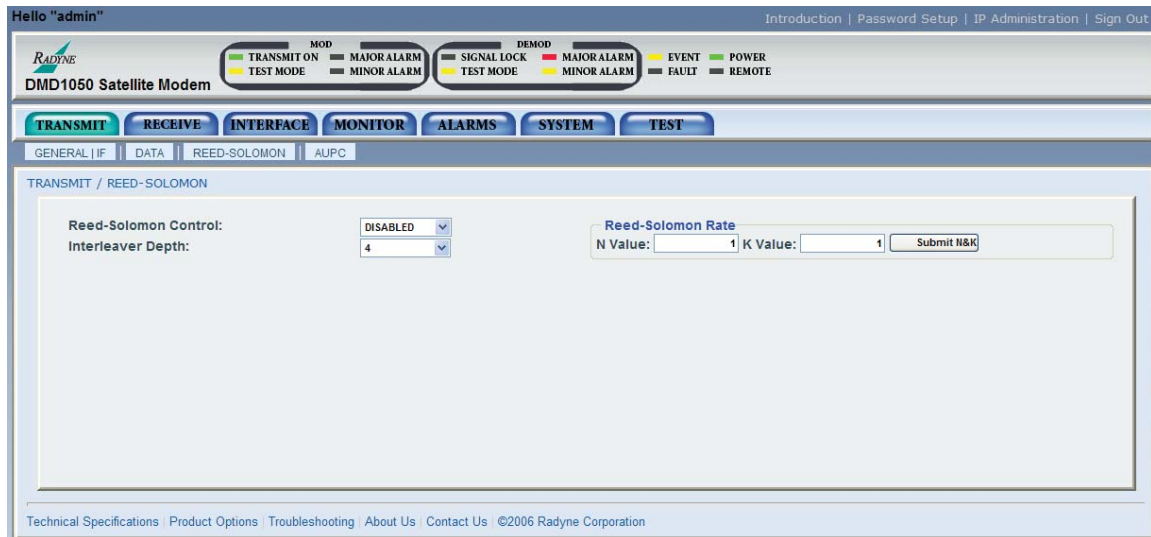 Hello "admin"
Introduction | Password Setup | IP Administration | Sign Out
RADYNE
DMD1050 Satellite Modem
MOD
TRANSMIT ON MAJOR ALARM
TEST MODE MINOR ALARM
DEMOD
SIGNAL LOCK MAJOR ALARM
TEST MODE MINOR ALARM
EVENT POWER
FAULT REMOTE
TRANSMIT RECEIVE INTERFACE MONITOR ALARMS SYSTEM TEST
GENERAL | IF | DATA | REED-SOLOMON | AUPC
TRANSMIT / REED-SOLOMON
Reed-Solomon Control: DISABLED
Interleaver Depth: 4
Reed-Solomon Rate
N Value: 1 K Value: 1 Submit N&K
Technical Specifications | Product Options | Troubleshooting | About Us | Contact Us | ©2006 Radyne Corporation